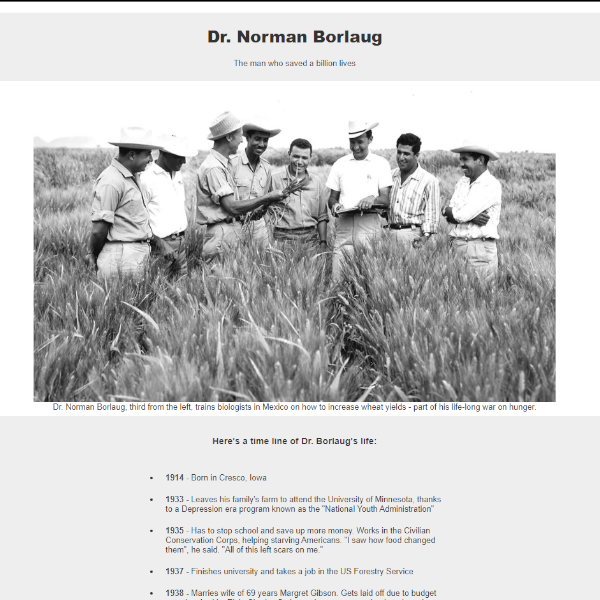 Dr. Norman Borlaug
The man who saved a billion lives
Dr. Norman Borlaug, third from the left, trains biologists in Mexico on how to increase wheat yields - part of his life-long war on hunger.
Here's a time line of Dr. Borlaug's life:
• 1914 - Born in Cresco, Iowa
• 1933 - Leaves his family's farm to attend the University of Minnesota, thanks
to a Depression era program known as the "National Youth Administration"
• 1935 - Has to stop school and save up more money. Works in the Civilian
Conservation Corps, helping starving Americans. "I saw how food changed
them", he said. "All of this left scars on me."
• 1937 - Finishes university and takes a job in the US Forestry Service
• 1938 - Marries wife of 69 years Margret Gibson. Gets laid off due to budget